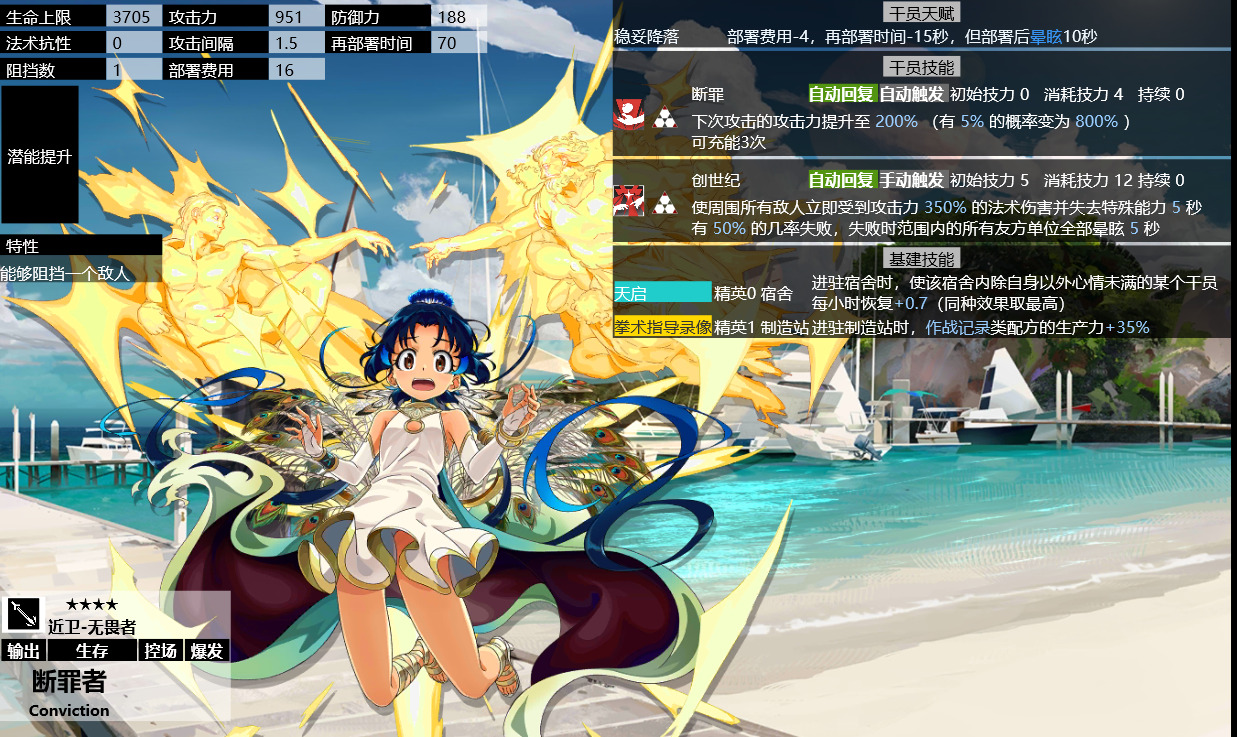 生命上限 3705 攻击力 951 防御力 188
法术抗性 0 攻击间隔 1.5 再部署时间 70
阻挡数 1 部署费用 16
潜能提升
特性
能够阻挡一个敌人
干员天赋
稳妥降落 部署费用-4，再部署时间-15秒，但部署后晕眩10秒
干员技能
断罪 自动回复 自动触发 初始技力 0 消耗技力 4 持续 0
下次攻击的攻击力提升至 200% （有 5% 的概率变为 800% ）
可充能3次
创世纪 自动回复 手动触发 初始技力 5 消耗技力 12 持续 0
使周围所有敌人立即受到攻击力 350% 的法术伤害并失去特殊能力 5 秒
有 50% 的几率失败，失败时范围内的所有友方单位全部晕眩 5 秒
基建技能
天启 精英0 宿舍 进驻宿舍时，使该宿舍内除自身以外心情未满的某个干员
每小时恢复+0.7（同种效果取最高）
拳术指导录像 精英1 制造站 进驻制造站时，作战记录类配方的生产力+35%
★★★★
近卫-无畏者
输出 生存 控场 爆发
断罪者
Conviction